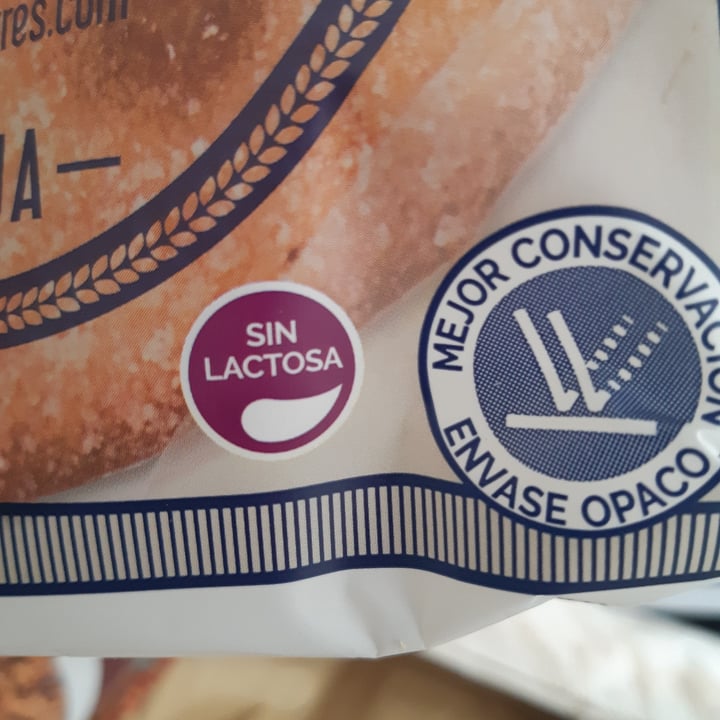 SIN
LACTOSA
MEJOR CONSERVACIÓN
ENVASE OPACO